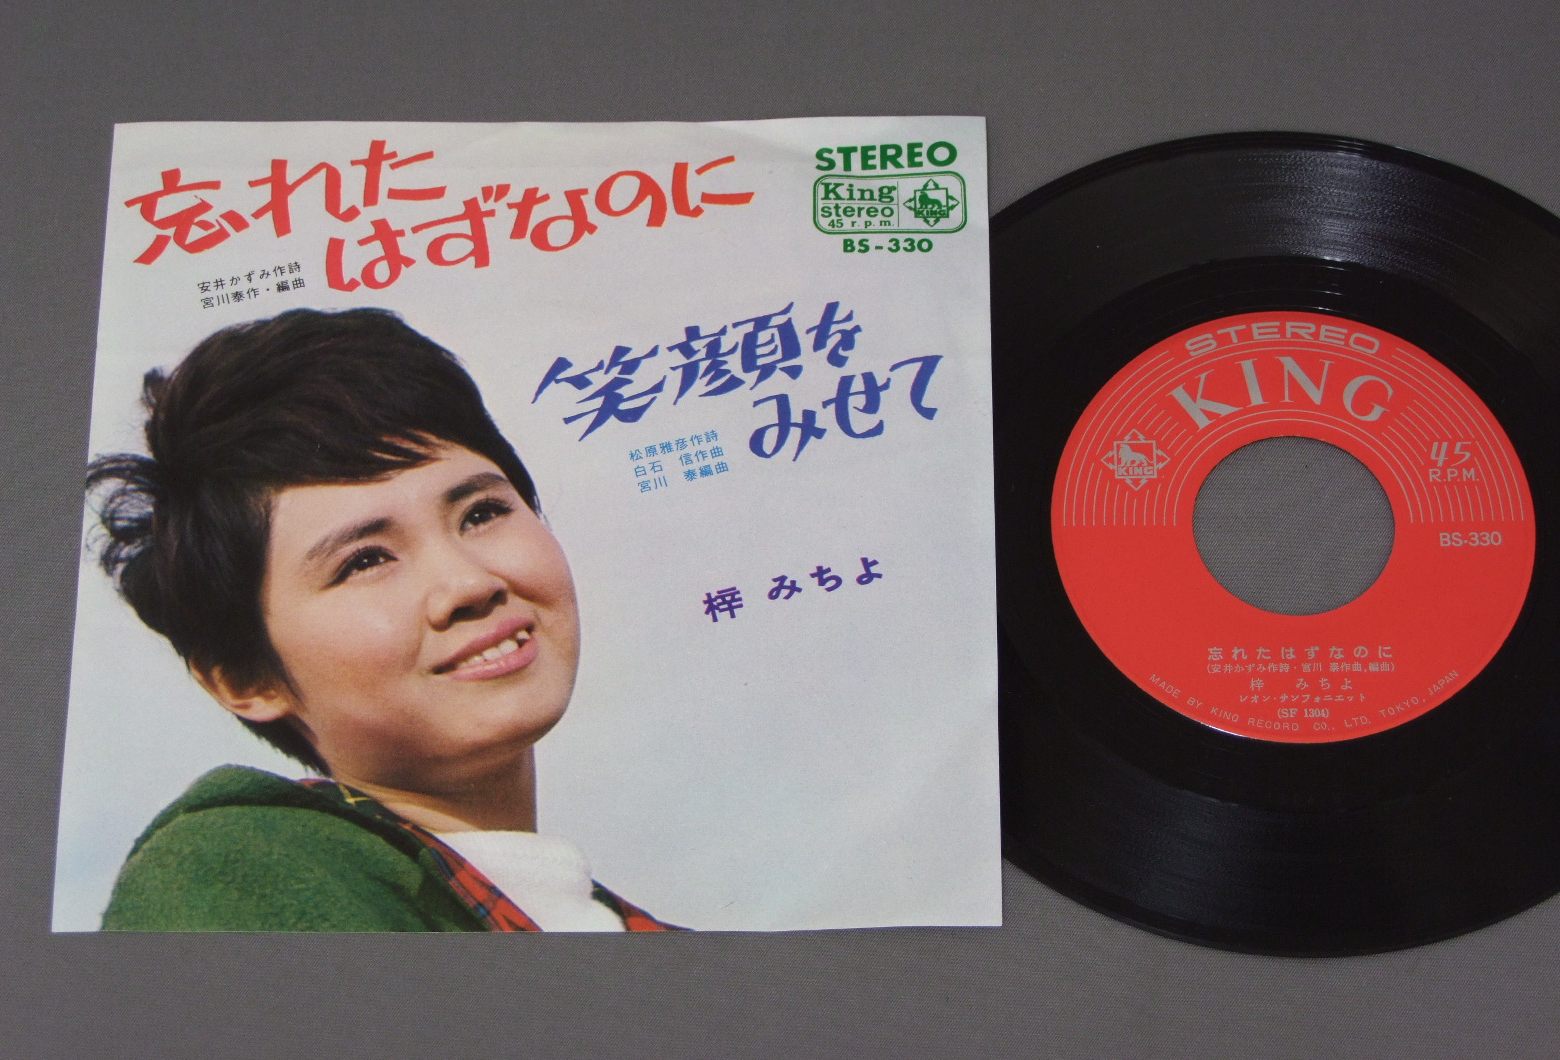 忘れた
はずなのに
安井かずみ作詩
宮川泰作・編曲
STEREO
King
stereo
45 r.p.m.
KING
BS-330
笑顔を
みせて
松原雅彦作詩
白石 信作曲
宮川 泰編曲
梓 みちよ
STEREO
KING
KING
45
R.P.M.
BS-330
忘れたはずなのに
(安井かずみ作詩・宮川 泰作曲,編曲)
梓 みちよ
レオン・サンフォニエット
(SF 1304)
MADE BY KING RECORD CO., LTD. TOKYO, JAPAN